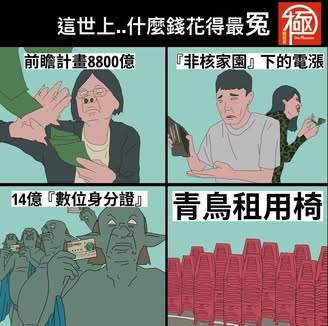 這世上..什麼錢花得最冤
極
前瞻計畫8800億
『非核家園』下的電漲
14億『數位身分證』
青鳥租用椅